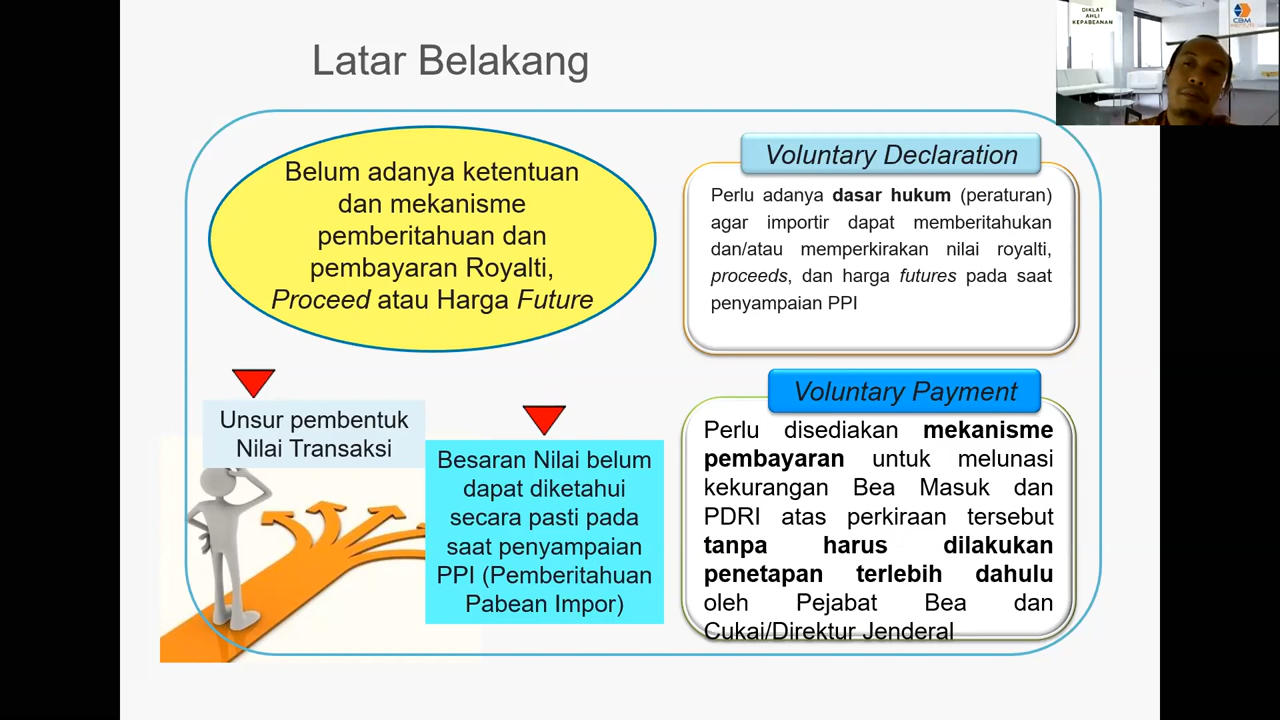 Latar Belakang
Belum adanya ketentuan
dan mekanisme
pemberitahuan dan
pembayaran Royalti,
Proceed atau Harga Future
Unsur pembentuk
Nilai Transaksi
Besaran Nilai belum
dapat diketahui
secara pasti pada
saat penyampaian
PPI (Pemberitahuan
Pabean Impor)
Voluntary Declaration
Perlu adanya dasar hukum (peraturan)
agar importir dapat memberitahukan
dan/atau memperkirakan nilai royalti,
proceeds, dan harga futures pada saat
penyampaian PPI
Voluntary Payment
Perlu disediakan mekanisme
pembayaran untuk melunasi
kekurangan Bea Masuk dan
PDRI atas perkiraan tersebut
tanpa harus dilakukan
penetapan terlebih dahulu
oleh Pejabat Bea dan
Cukai/Direktur Jenderal
DIKLAT
AHLI
KEPABEANAN
CBM